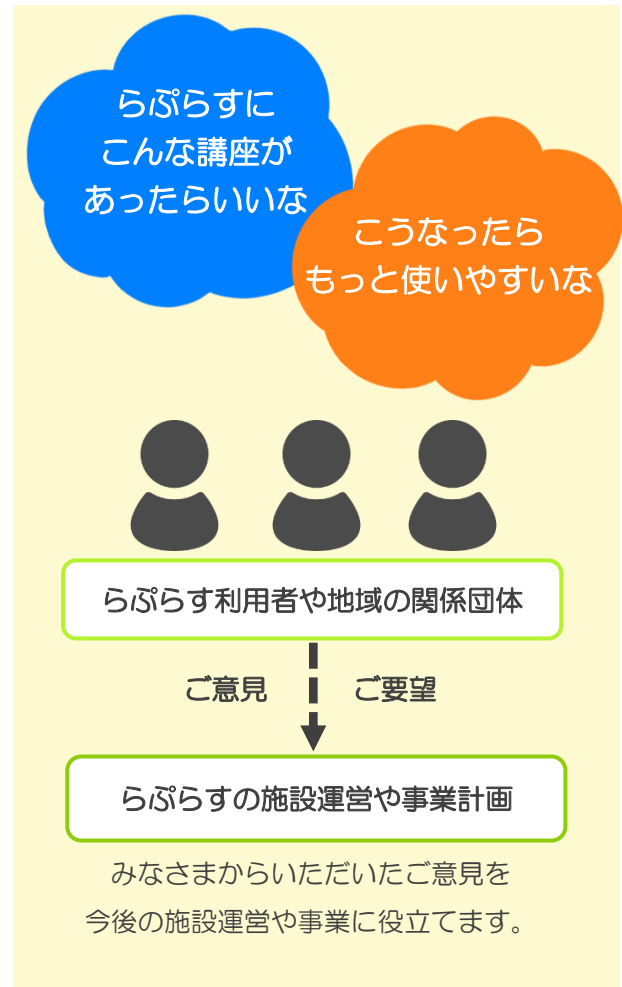 らぷらすに
こんな講座が
あったらいいな
こうなったら
もっと使いやすいな
らぷらす利用者や地域の関係団体
ご意見
ご要望
らぷらすの施設運営や事業計画
みなさまからいただいたご意見を
今後の施設運営や事業に役立てます。